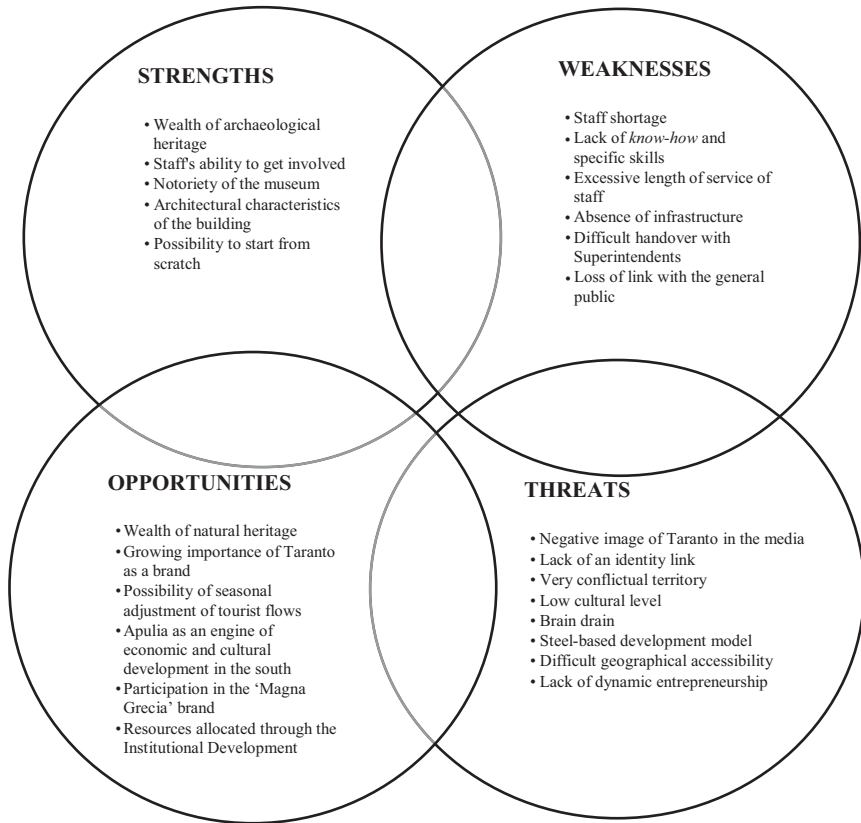 STRENGTHS
• Wealth of archaeological
heritage
• Staff's ability to get involved
• Notoriety of the museum
• Architectural characteristics
of the building
• Possibility to start from
scratch
WEAKNESSES
• Staff shortage
• Lack of know-how and
specific skills
• Excessive length of service of
staff
• Absence of infrastructure
• Difficult handover with
Superintendents
• Loss of link with the general
public
OPPORTUNITIES
• Wealth of natural heritage
• Growing importance of Taranto
as a brand
• Possibility of seasonal
adjustment of tourist flows
• Apulia as an engine of
economic and cultural
development in the south
• Participation in the ‘Magna
Grecia’ brand
• Resources allocated through the
Institutional Development
THREATS
• Negative image of Taranto in the media
• Lack of an identity link
• Very conflictual territory
• Low cultural level
• Brain drain
• Steel-based development model
• Difficult geographical accessibility
• Lack of dynamic entrepreneurship